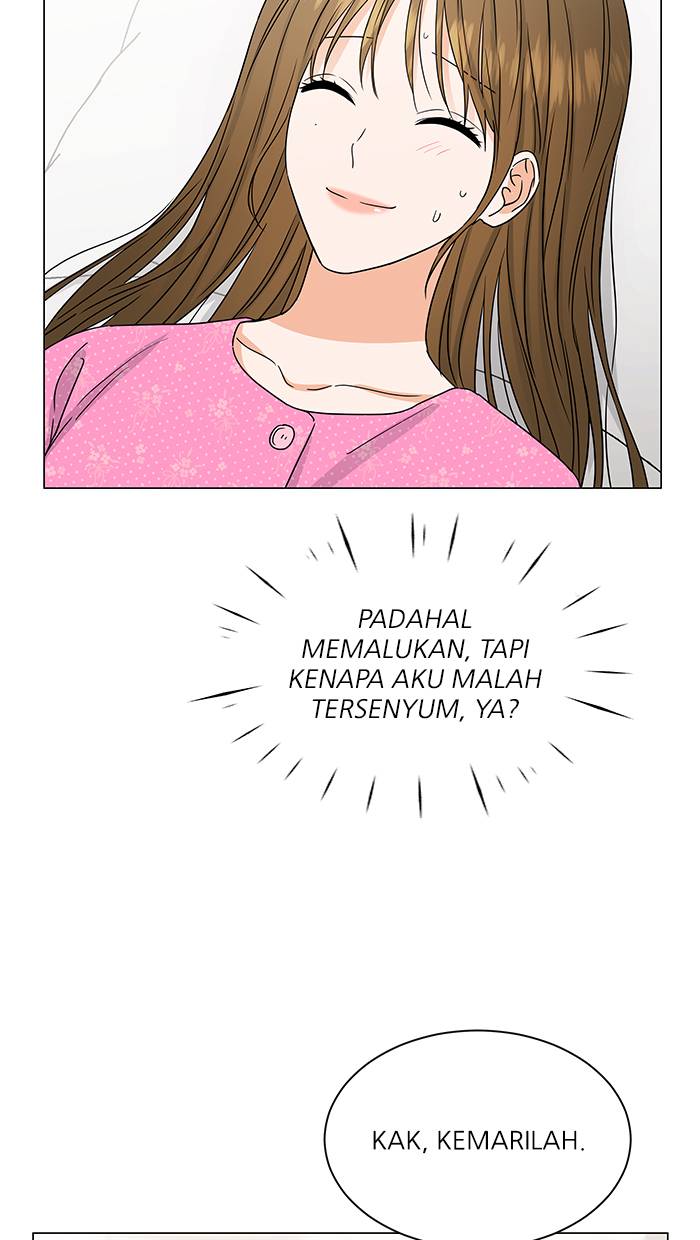 PADAHAL
MEMALUKAN, TAPI
KENAPA AKU MALAH
TERSENYUM, YA?
KAK, KEMARILAH.